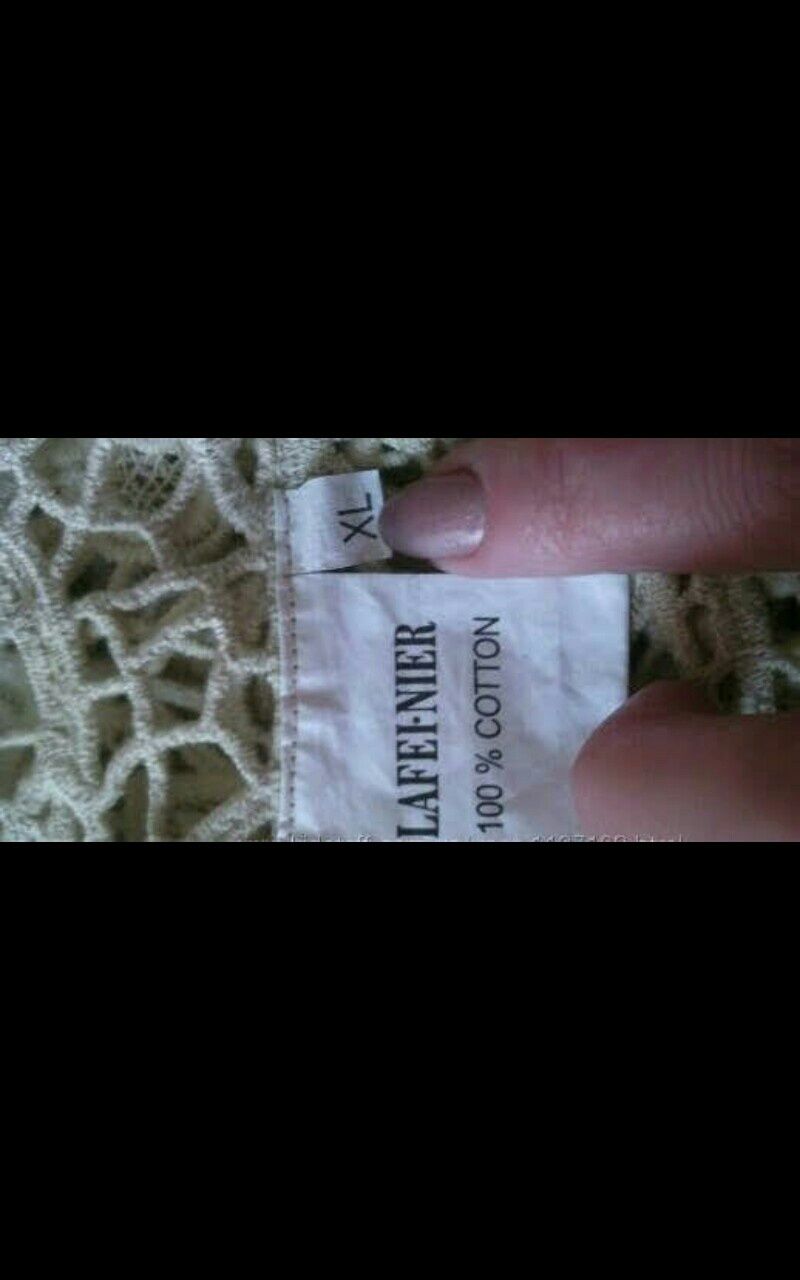 XL
LAFEI-NIER
100 % COTTON